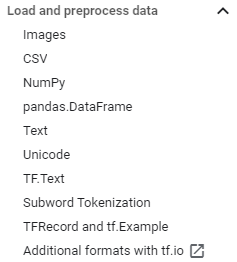 Load and preprocess data
Images
CSV
NumPy
pandas.DataFrame
Text
Unicode
TF.Text
Subword Tokenization
TFRecord and tf.Example
Additional formats with tf.io